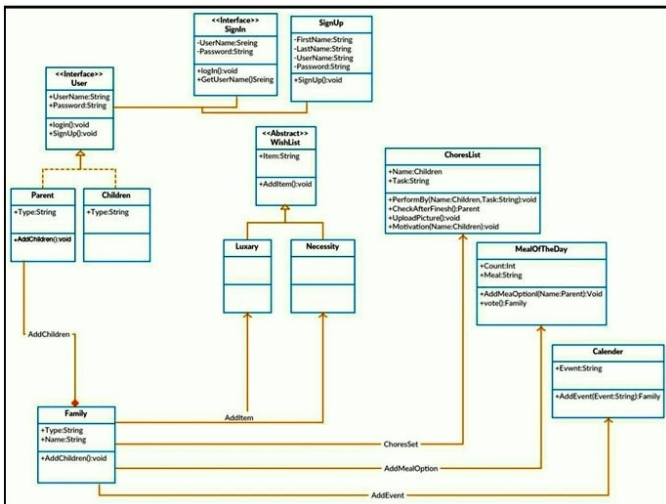 <<Interface>>
SignIn
-UserName:Sreing
-Password:String
+logIn():void
+GetUserName()Sreing
SignUp
-FirstName:String
-LastName:String
-UserName:String
-Password:String
+SignUp():void
<<Interface>>
User
+UserName:String
+Password:String
+login():void
+SignUp():void
<<Abstract>>
WishList
+Item:String
+AddItem():void
ChoresList
+Name:Children
+Task:String
+PerformBy(Name:Children,Task:String):void
+CheckAfterFinesh():Parent
+UploadPicture():void
+Motivation(Name:Children):void
Parent
+Type:String
+AddChildren():void
Children
+Type:String
Luxary
Necessity
MealOfTheDay
+Count:Int
+Meal:String
+AddMeaOptionl(Name:Parent):Void
+vote():Family
AddChildren
Calender
+Evwnt:String
+AddEvent(Event:String):Family
Family
+Type:String
+Name:String
+AddChildren():void
AddItem
ChoresSet
AddMealOption
AddEvent